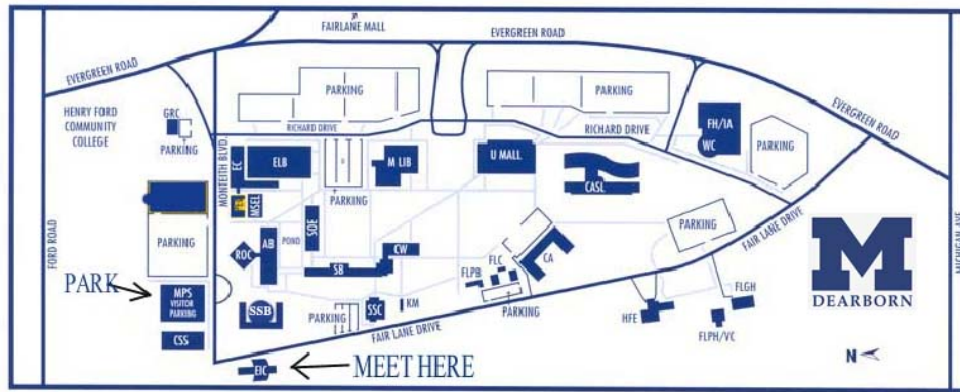 FAIRLANE MALL
EVERGREEN ROAD
EVERGREEN ROAD
EVERGREEN ROAD
HENRY FORD
COMMUNITY
COLLEGE
GRC
PARKING
PARKING
PARKING
RICHARD DRIVE
RICHARD DRIVE
FH/IA
WC
PARKING
MONTEITH BLVD.
EC
ELB
M LIB
U MALL.
CASL
MSEL
PARKING
SOE
FORD ROAD
PARKING
ROC
AB
POND
SB
CW
CA
PARKING
FAIR LANE DRIVE
M
DEARBORN
MICHIGAN AVE
PARK
MPS
VISITOR
PARKING
SSB
PARKING
SSC
KM
FLPB
FLC
PARKING
HFE
FLGH
FLPH/VC
CSS
FAIR LANE DRIVE
EIC
MEET HERE
N